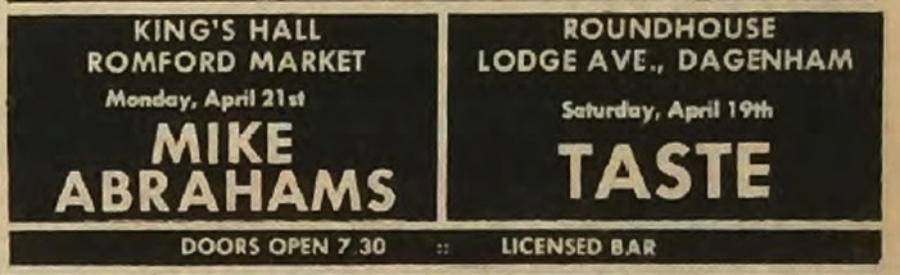 KING'S HALL
ROMFORD MARKET
Monday, April 21st
MIKE
ABRAHAMS
ROUNDHOUSE
LODGE AVE., DAGENHAM
Saturday, April 19th
TASTE
DOORS OPEN 7.30 :: LICENSED BAR